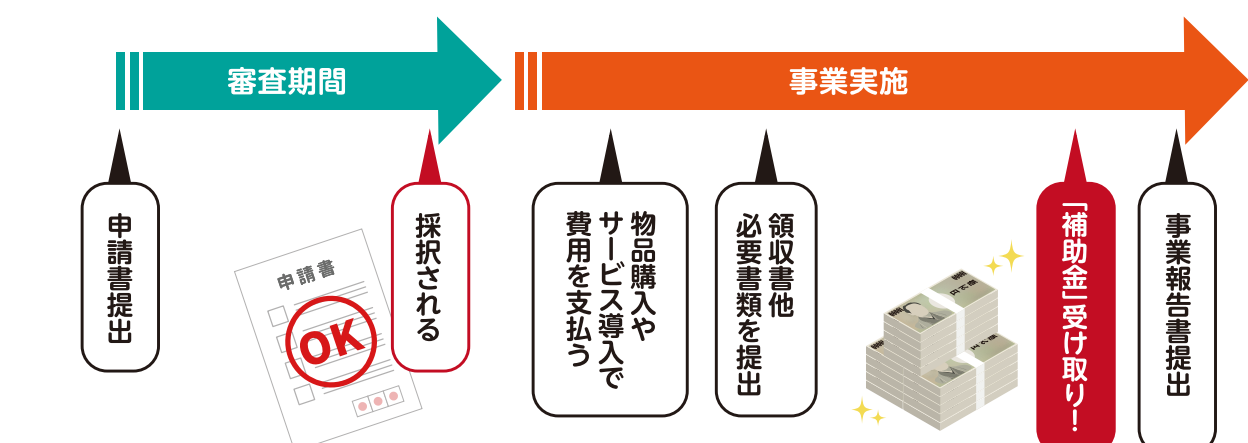 審査期間
事業実施
申請書提出
申請書
OK
採択される
物品購入や
サービス導入で
費用を支払う
領収書他
必要書類を提出
「補助金」受け取り！
事業報告書提出